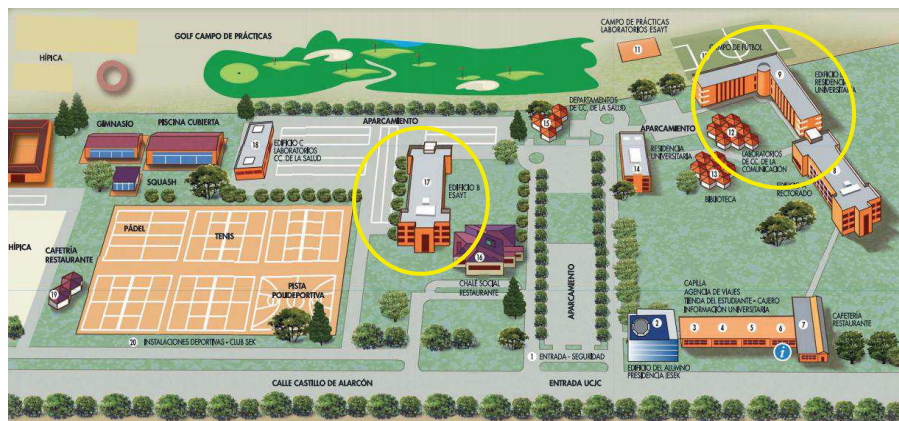 GOLF CAMPO DE PRÁCTICAS
HÍPICA
CAMPO DE PRÁCTICAS
LABORATORIOS ESAYT
11
CAMPO DE FÚTBOL
9
EDIFICIO
RESIDENCIA
UNIVERSITARIA
GIMNASIO
PISCINA CUBIERTA
APARCAMIENTO
DEPARTAMENTOS
DE CC. DE LA SALUD
15
18
EDIFICIO C
LABORATORIOS
CC. DE LA SALUD
APARCAMIENTO
12
RESIDENCIA
UNIVERSITARIA
14
LABORATORIOS
DE CC. DE LA
COMUNICACIÓN
SQUASH
17
EDIFICIO B
ESAYT
BIBLIOTECA
8
RECTORADO
PÁDEL
TENIS
HÍPICA
CAFETRÍA
RESTAURANTE
19
16
CHALÉ SOCIAL
RESTAURANTE
PISTA
POLIDEPORTIVA
APARCAMIENTO
CAPILLA
AGENCIA DE VIAJES
TIENDA DEL ESTUDIANTE - CAJERO
INFORMACIÓN UNIVERSITARIA
2
3
4
5
6
7
i
CAFETERÍA
RESTAURANTE
20 INSTALACIONES DEPORTIVAS - CLUB SEK
1 ENTRADA - SEGURIDAD
EDIFICIO DEL ALUMNO
PRESIDENCIA IESEK
CALLE CASTILLO DE ALARCÓN
ENTRADA UCJC